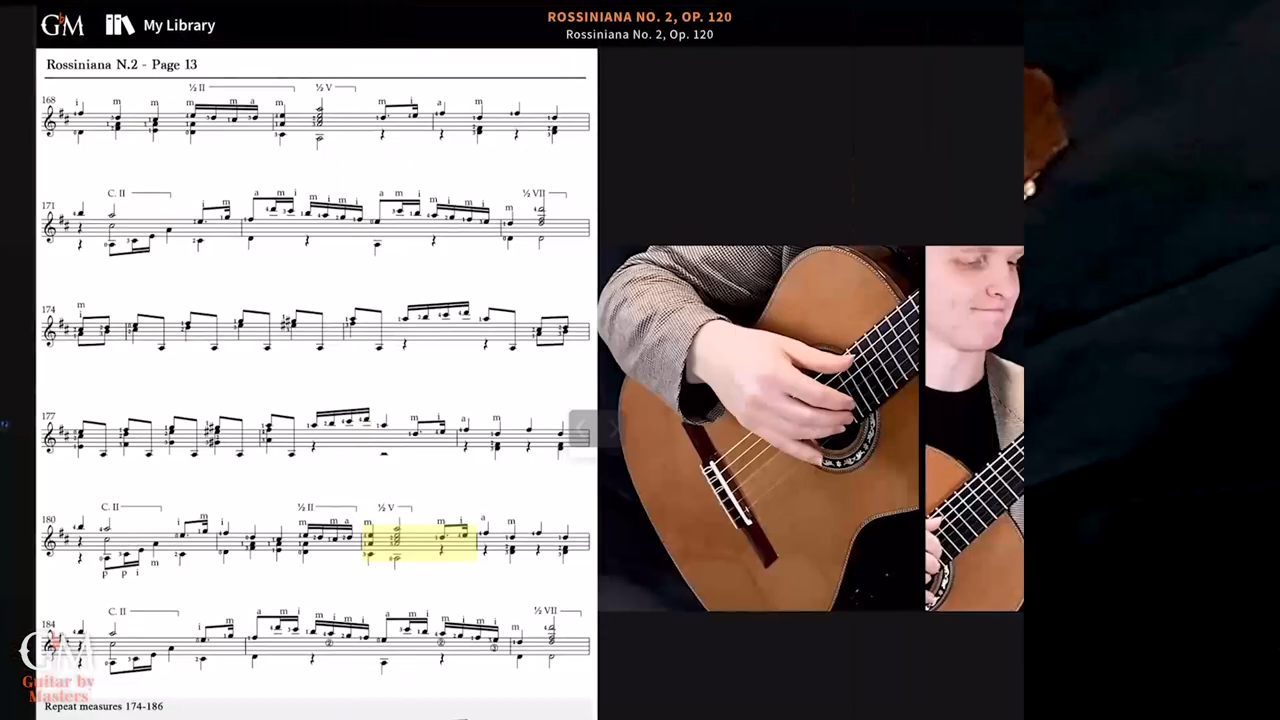 GM My Library
ROSSINIANA NO. 2, OP. 120
Rossiniana No. 2, Op. 120
Rossiniana N.2 - Page 13
½ II ½ V
168 i m m m m a m m i a m
C. II ½ VII
171 i m a m i m i m i a m i m i m i m
174 m
177 m i a m
C. II ½ II ½ V
180 i m m m a m m i a m
p p i m
C. II ½ VII
184 i m a m i m i m i a m i m i m i m
GM
Guitar by
Masters
Repeat measures 174-186